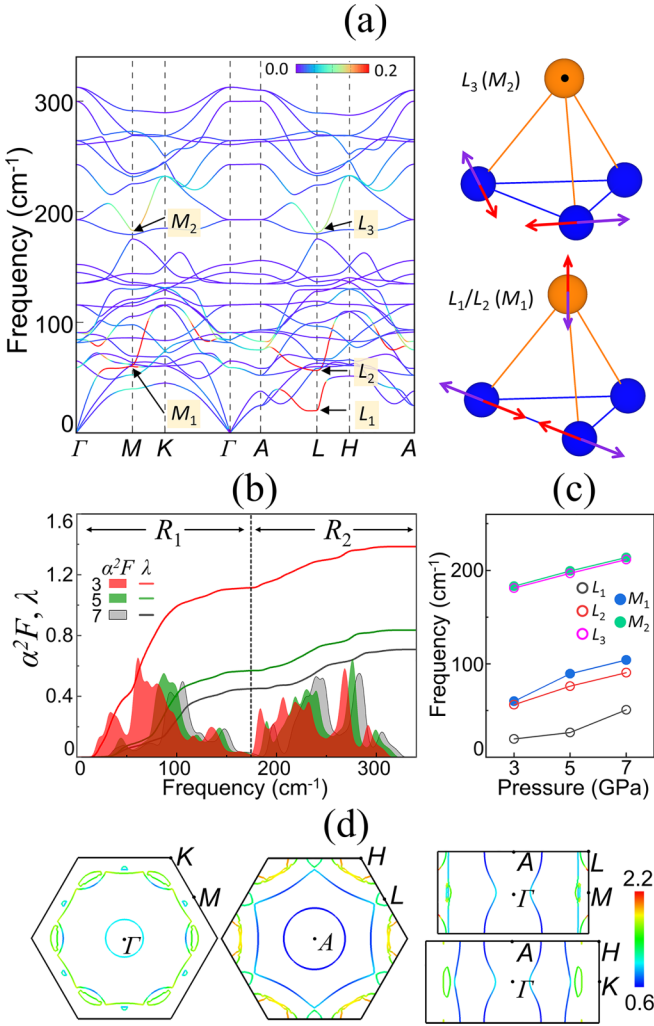 (a)
0.0 0.2
Frequency (cm⁻¹)
300
200
100
0
M₂
L₃
M₁
L₂
L₁
Γ M K Γ A L H A
L₃ (M₂)
L₁/L₂ (M₁)
(b)
α²F, λ
1.6
1.2
0.8
0.4
0
R₁ R₂
α²F λ
3
5
7
0 100 200 300
Frequency (cm⁻¹)
(c)
Frequency (cm⁻¹)
200
100
0
L₁ M₁
L₂ M₂
L₃
3 5 7
Pressure (GPa)
(d)
K
M
Γ
H
L
A
A L
Γ M
A H
Γ K
2.2
0.6